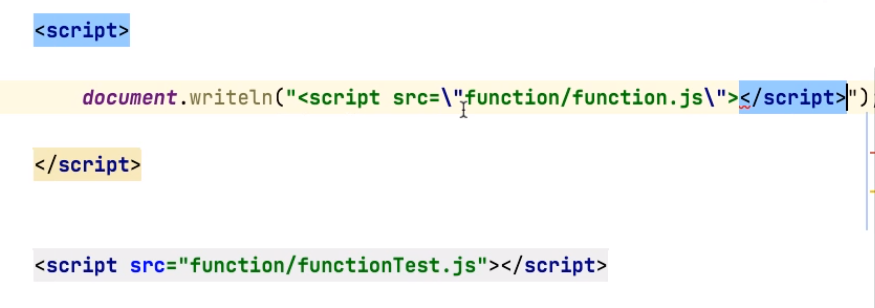 <script>
document.writeln("<script src=\"function/function.js\"></script>");
</script>
<script src="function/functionTest.js"></script>